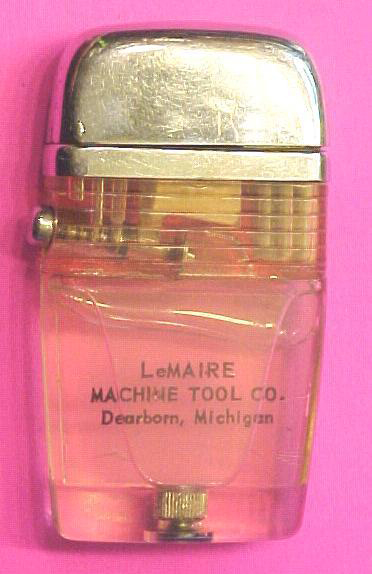 LeMAIRE
MACHINE TOOL CO.
Dearborn, Michigan